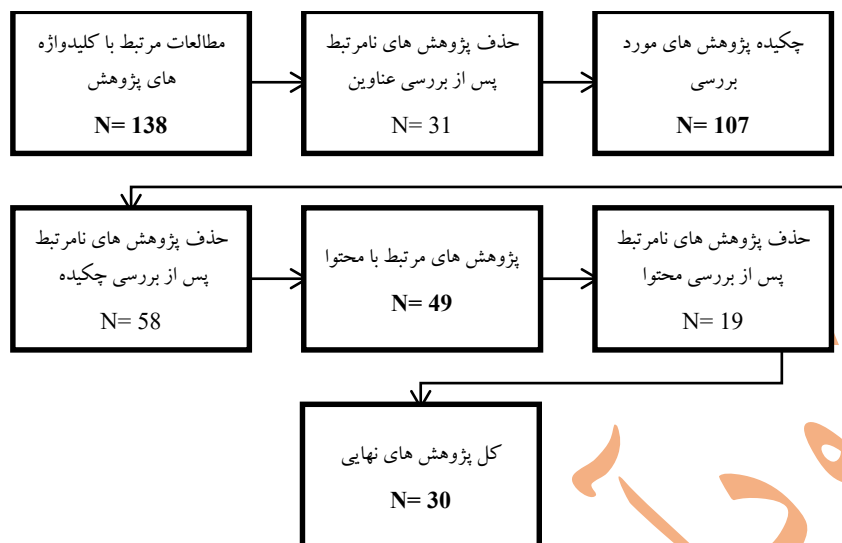 مطالعات مرتبط با کلیدواژه
های پژوهش
N= 138
حذف پژوهش های نامرتبط
پس از بررسی عناوین
N= 31
چکیده پژوهش های مورد
بررسی
N= 107
حذف پژوهش های نامرتبط
پس از بررسی چکیده
N= 58
پژوهش های مرتبط با محتوا
N= 49
حذف پژوهش های نامرتبط
پس از بررسی محتوا
N= 19
کل پژوهش های نهایی
N= 30